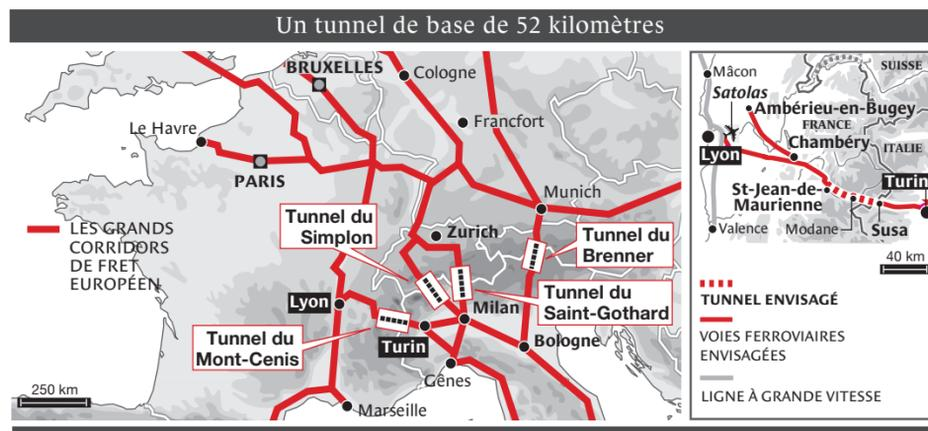 Un tunnel de base de 52 kilomètres
BRUXELLES
Cologne
Francfort
Le Havre
PARIS
Munich
LES GRANDS
CORRIDORS
DE FRET
EUROPÉEN
Tunnel du
Simplon
Zurich
Tunnel du
Brenner
Tunnel du
Saint-Gothard
Lyon
Milan
Tunnel du
Mont-Cenis
Turin
Bologne
Gênes
Marseille
250 km
SUISSE
Mâcon
Satolas
Ambérieu-en-Bugey
FRANCE
Chambéry
ITALIE
Lyon
Turin
St-Jean-de-
Maurienne
Valence
Modane
Susa
40 km
TUNNEL ENVISAGÉ
VOIES FERROVIAIRES
ENVISAGÉES
LIGNE À GRANDE VITESSE